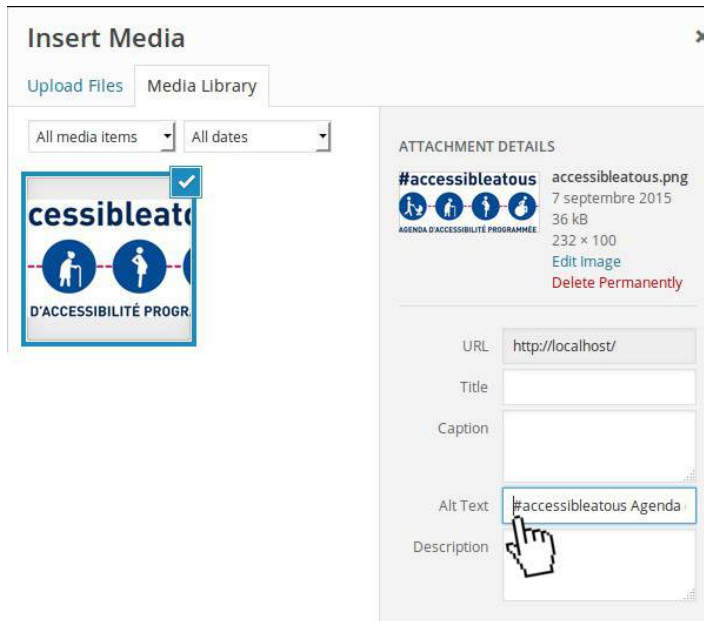 Insert Media
Upload Files
Media Library
All media items
All dates
cessibleato
D'ACCESSIBILITÉ PROGR
ATTACHMENT DETAILS
#accessibleatous
AGENDA D'ACCESSIBILITÉ PROGRAMMÉE
accessibleatous.png
7 septembre 2015
36 kB
232 × 100
Edit Image
Delete Permanently
URL
http://localhost/
Title
Caption
Alt Text
#accessibleatous Agenda
Description